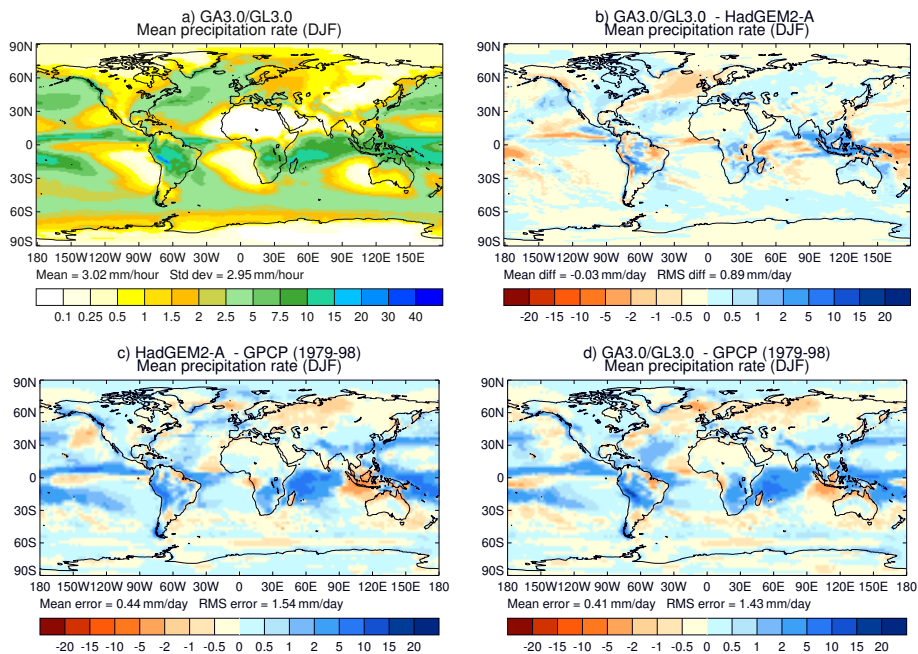 a) GA3.0/GL3.0
Mean precipitation rate (DJF)
90N
60N
30N
0
30S
60S
90S
180 150W120W 90W 60W 30W 0 30E 60E 90E 120E 150E
Mean = 3.02 mm/hour Std dev = 2.95 mm/hour
0.1 0.25 0.5 1 1.5 2 2.5 5 7 10 15 20 30 40
b) GA3.0/GL3.0 - HadGEM2-A
Mean precipitation rate (DJF)
90N
60N
30N
0
30S
60S
90S
180 150W120W 90W 60W 30W 0 30E 60E 90E 120E 150E
Mean diff = -0.03 mm/day RMS diff = 0.89 mm/day
-20 -15 -10 -5 -2 -1 -0.5 0 0.5 1 2 5 10 15 20
c) HadGEM2-A - GPCP (1979-98)
Mean precipitation rate (DJF)
90N
60N
30N
0
30S
60S
90S
180 150W120W 90W 60W 30W 0 30E 60E 90E 120E 150E 180
Mean error = 0.44 mm/day RMS error = 1.54 mm/day
-20 -15 -10 -5 -2 -1 -0.5 0 0.5 1 2 5 10 15 20
d) GA3.0/GL3.0 - GPCP (1979-98)
Mean precipitation rate (DJF)
90N
60N
30N
0
30S
60S
90S
180 150W120W 90W 60W 30W 0 30E 60E 90E 120E 150E 180
Mean error = 0.41 mm/day RMS error = 1.43 mm/day
-20 -15 -10 -5 -2 -1 -0.5 0 0.5 1 2 5 10 15 20